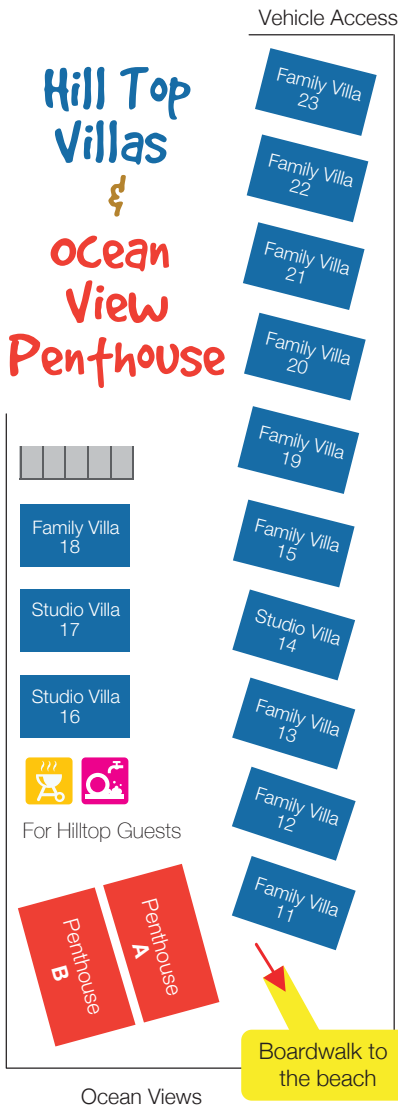 Vehicle Access
Hill Top
Villas
&
Ocean
View
Penthouse
Family Villa
23
Family Villa
22
Family Villa
21
Family Villa
20
Family Villa
19
Family Villa
15
Studio Villa
14
Family Villa
13
Family Villa
12
Family Villa
11
Family Villa
18
Studio Villa
17
Studio Villa
16
For Hilltop Guests
Penthouse
A
Penthouse
B
Boardwalk to
the beach
Ocean Views